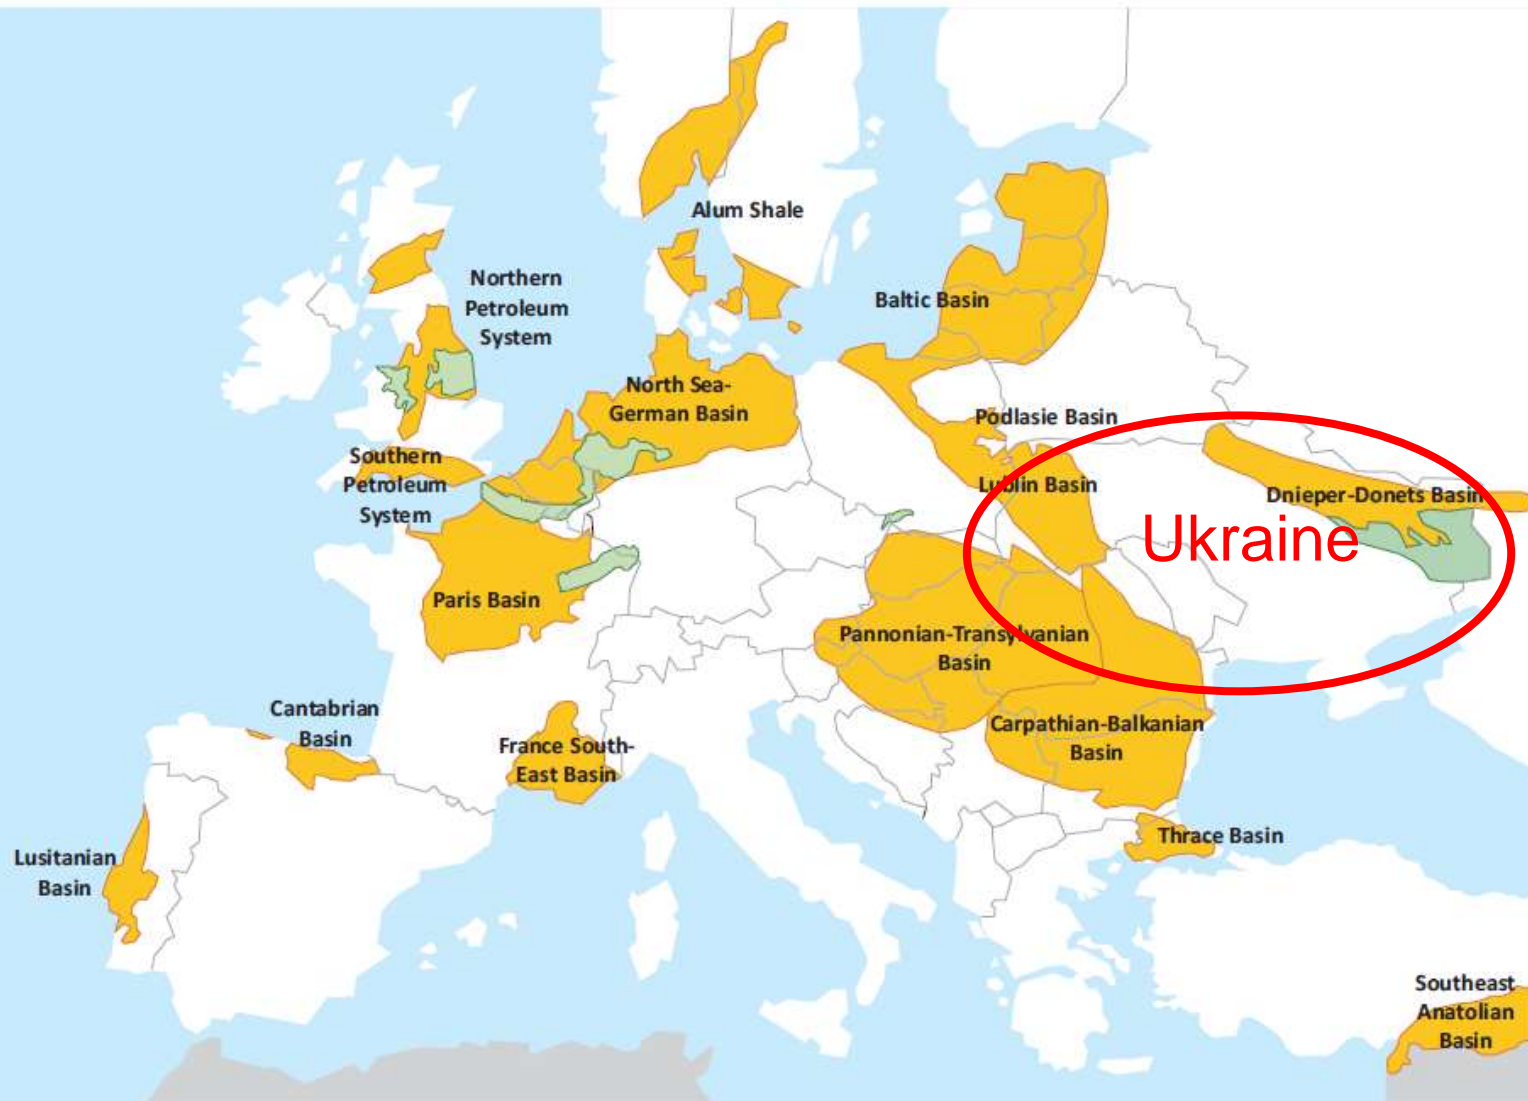 Alum Shale
Northern
Petroleum
System
Baltic Basin
North Sea-
German Basin
Podlasie Basin
Southern
Petroleum
System
Lublin Basin
Dnieper-Donets Basin
Ukraine
Paris Basin
Pannonian-Transylvanian
Basin
Cantabrian
Basin
France South-
East Basin
Carpathian-Balkanian
Basin
Thrace Basin
Lusitanian
Basin
Southeast
Anatolian
Basin